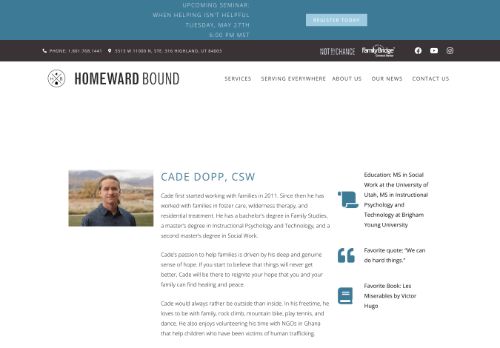 UPCOMING SEMINAR:
WHEN HELPING ISN'T HELPFUL
TUESDAY, MAY 27TH
6:00 PM MST
REGISTER TODAY
PHONE: 1.801.768.1441
5513 W 11000 N, STE. 316 HIGHLAND, UT 84003
NOT BY CHANCE
FamilyBridge
HOMEWARD BOUND
SERVICES
SERVING EVERYWHERE
ABOUT US
OUR NEWS
CONTACT US
CADE DOPP, CSW
Cade first started working with families in 2011. Since then he has
worked with families in foster care, wilderness therapy, and
residential treatment. He has a bachelor's degree in Family Studies,
a master's degree in Instructional Psychology and Technology, and a
second master's degree in Social Work.
Cade's passion to help families is driven by his deep and genuine
sense of hope. If you start to believe that things will never get
better, Cade will be there to reignite your hope that you and your
family can find healing and peace.
Cade would always rather be outside than inside. In his freetime, he
loves to be with family, rock climb, mountain bike, play tennis, and
dance. He also enjoys volunteering his time with NGOs in Ghana
that help children who have been victims of human trafficking.
Education: MS in Social
Work at the University of
Utah, MS in Instructional
Psychology and
Technology at Brigham
Young University
Favorite quote: "We can
do hard things."
Favorite Book: Les
Miserables by Victor
Hugo